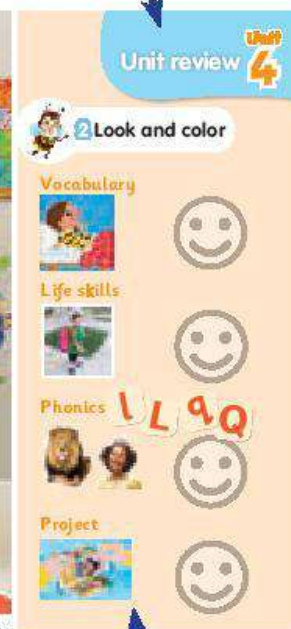 Unit
Unit review 4
2 Look and color
Vocabulary
Life skills
Phonics l L q Q
Project